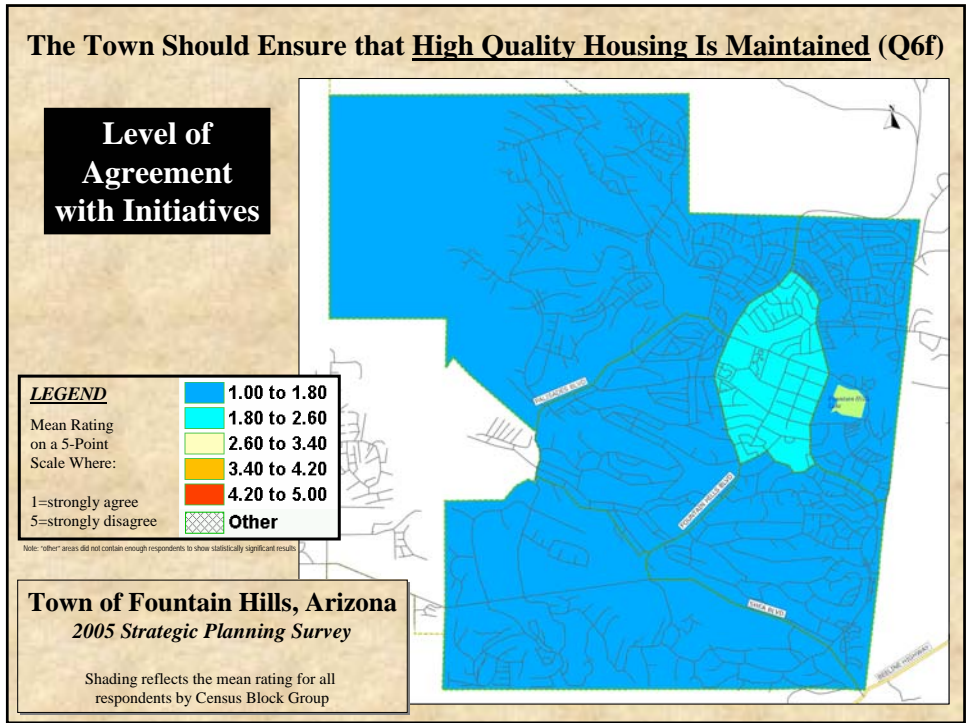 The Town Should Ensure that High Quality Housing Is Maintained (Q6f)
Level of
Agreement
with Initiatives
PALISADES BLVD
FOUNTAIN HILLS BLVD
SHEA BLVD
BEELINE HIGHWAY
LEGEND
Mean Rating
on a 5-Point
Scale Where:
1=strongly agree
5=strongly disagree
1.00 to 1.80
1.80 to 2.60
2.60 to 3.40
3.40 to 4.20
4.20 to 5.00
Other
Note: "other" areas did not contain enough respondents to show statistically significant results
Town of Fountain Hills, Arizona
2005 Strategic Planning Survey
Shading reflects the mean rating for all
respondents by Census Block Group